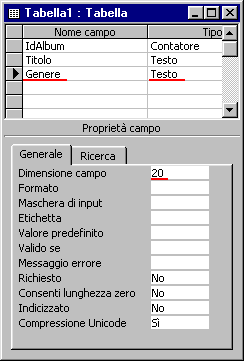 Tabella1 : Tabella
Nome campo Tipo
IdAlbum Contatore
Titolo Testo
Genere Testo
Proprietà campo
Generale Ricerca
Dimensione campo 20
Formato
Maschera di input
Etichetta
Valore predefinito
Valido se
Messaggio errore
Richiesto No
Consenti lunghezza zero No
Indicizzato No
Compressione Unicode Sì